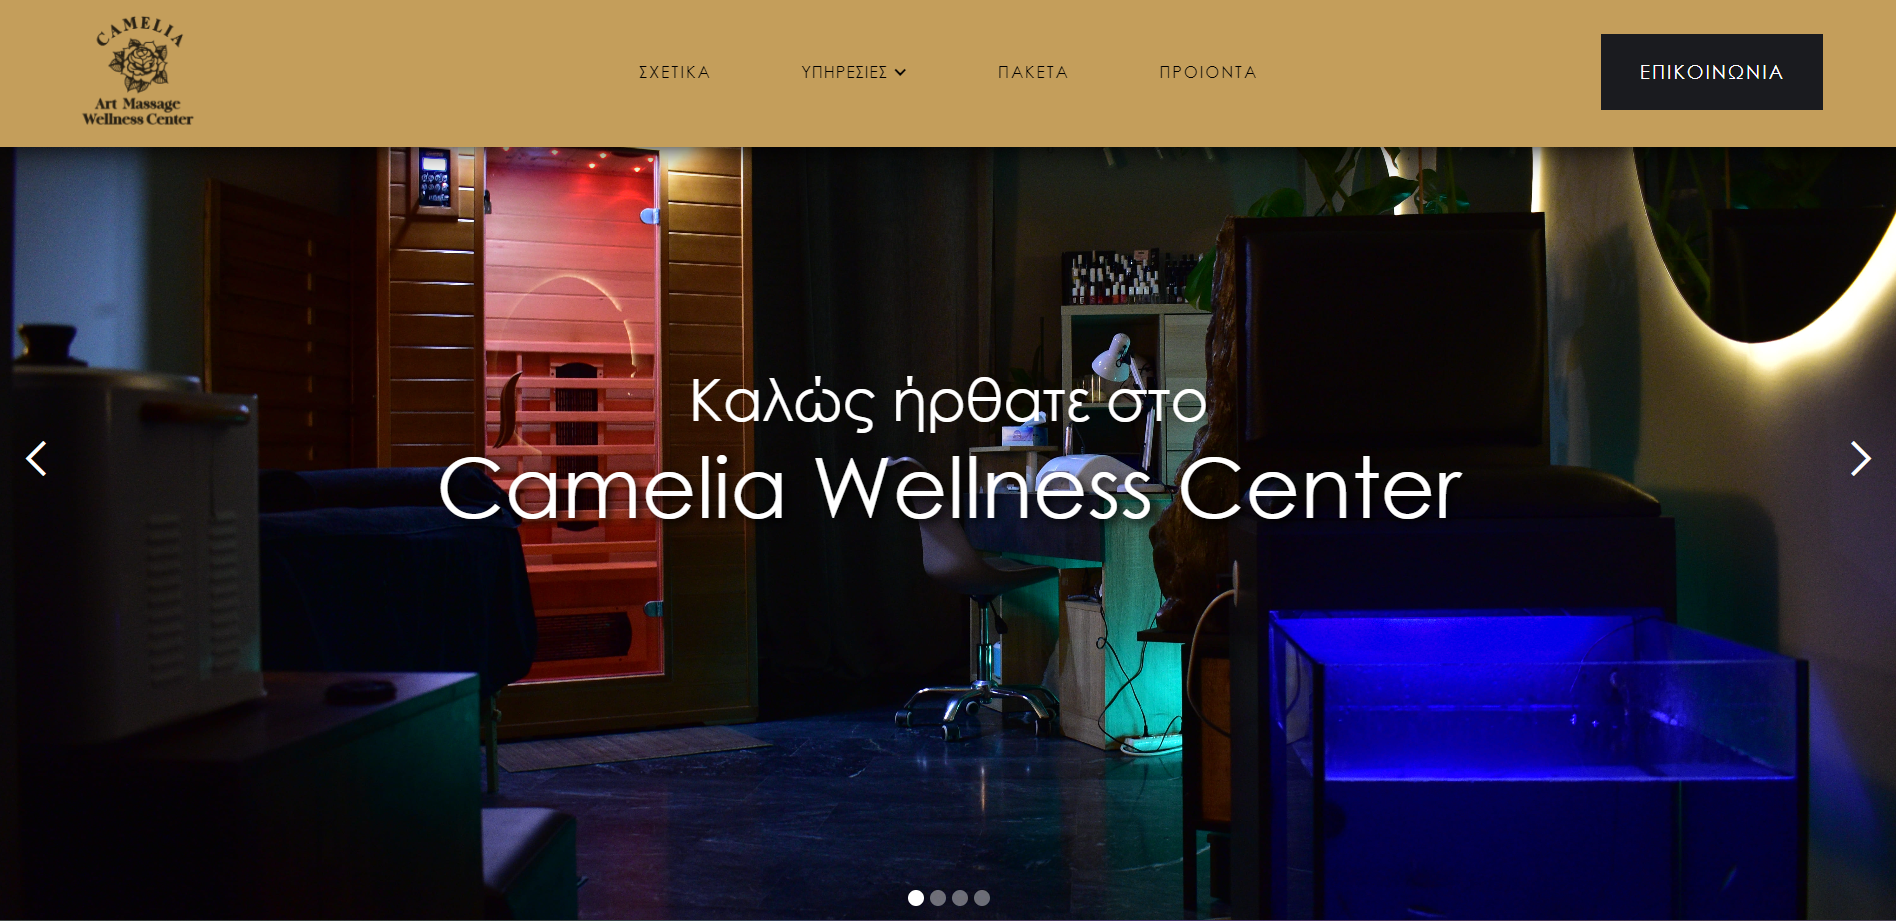 CAMELIA
Art Massage
Wellness Center
ΣΧΕΤΙΚΑ
ΥΠΗΡΕΣΙΕΣ
ΠΑΚΕΤΑ
ΠΡΟΙΟΝΤΑ
ΕΠΙΚΟΙΝΩΝΙΑ
Καλώς ήρθατε στο
Camelia Wellness Center